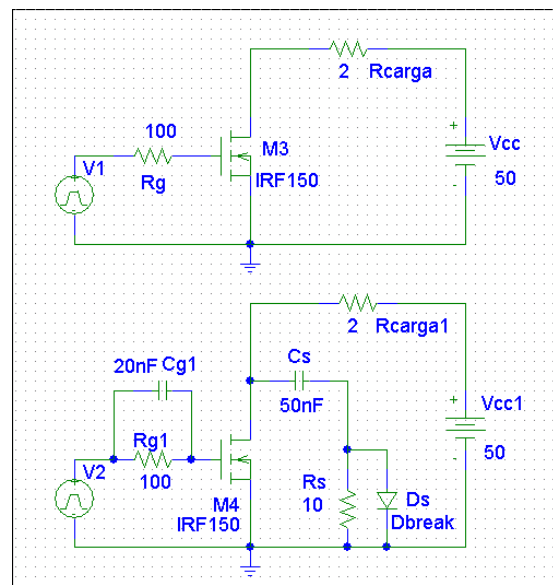 2 Rcarga
100
V1
Rg
M3
IRF150
+
Vcc
-
50
2 Rcarga1
20nF Cg1
Cs
50nF
+
Vcc1
-
50
Rg1
100
V2
M4
IRF150
Rs
10
Ds
Dbreak